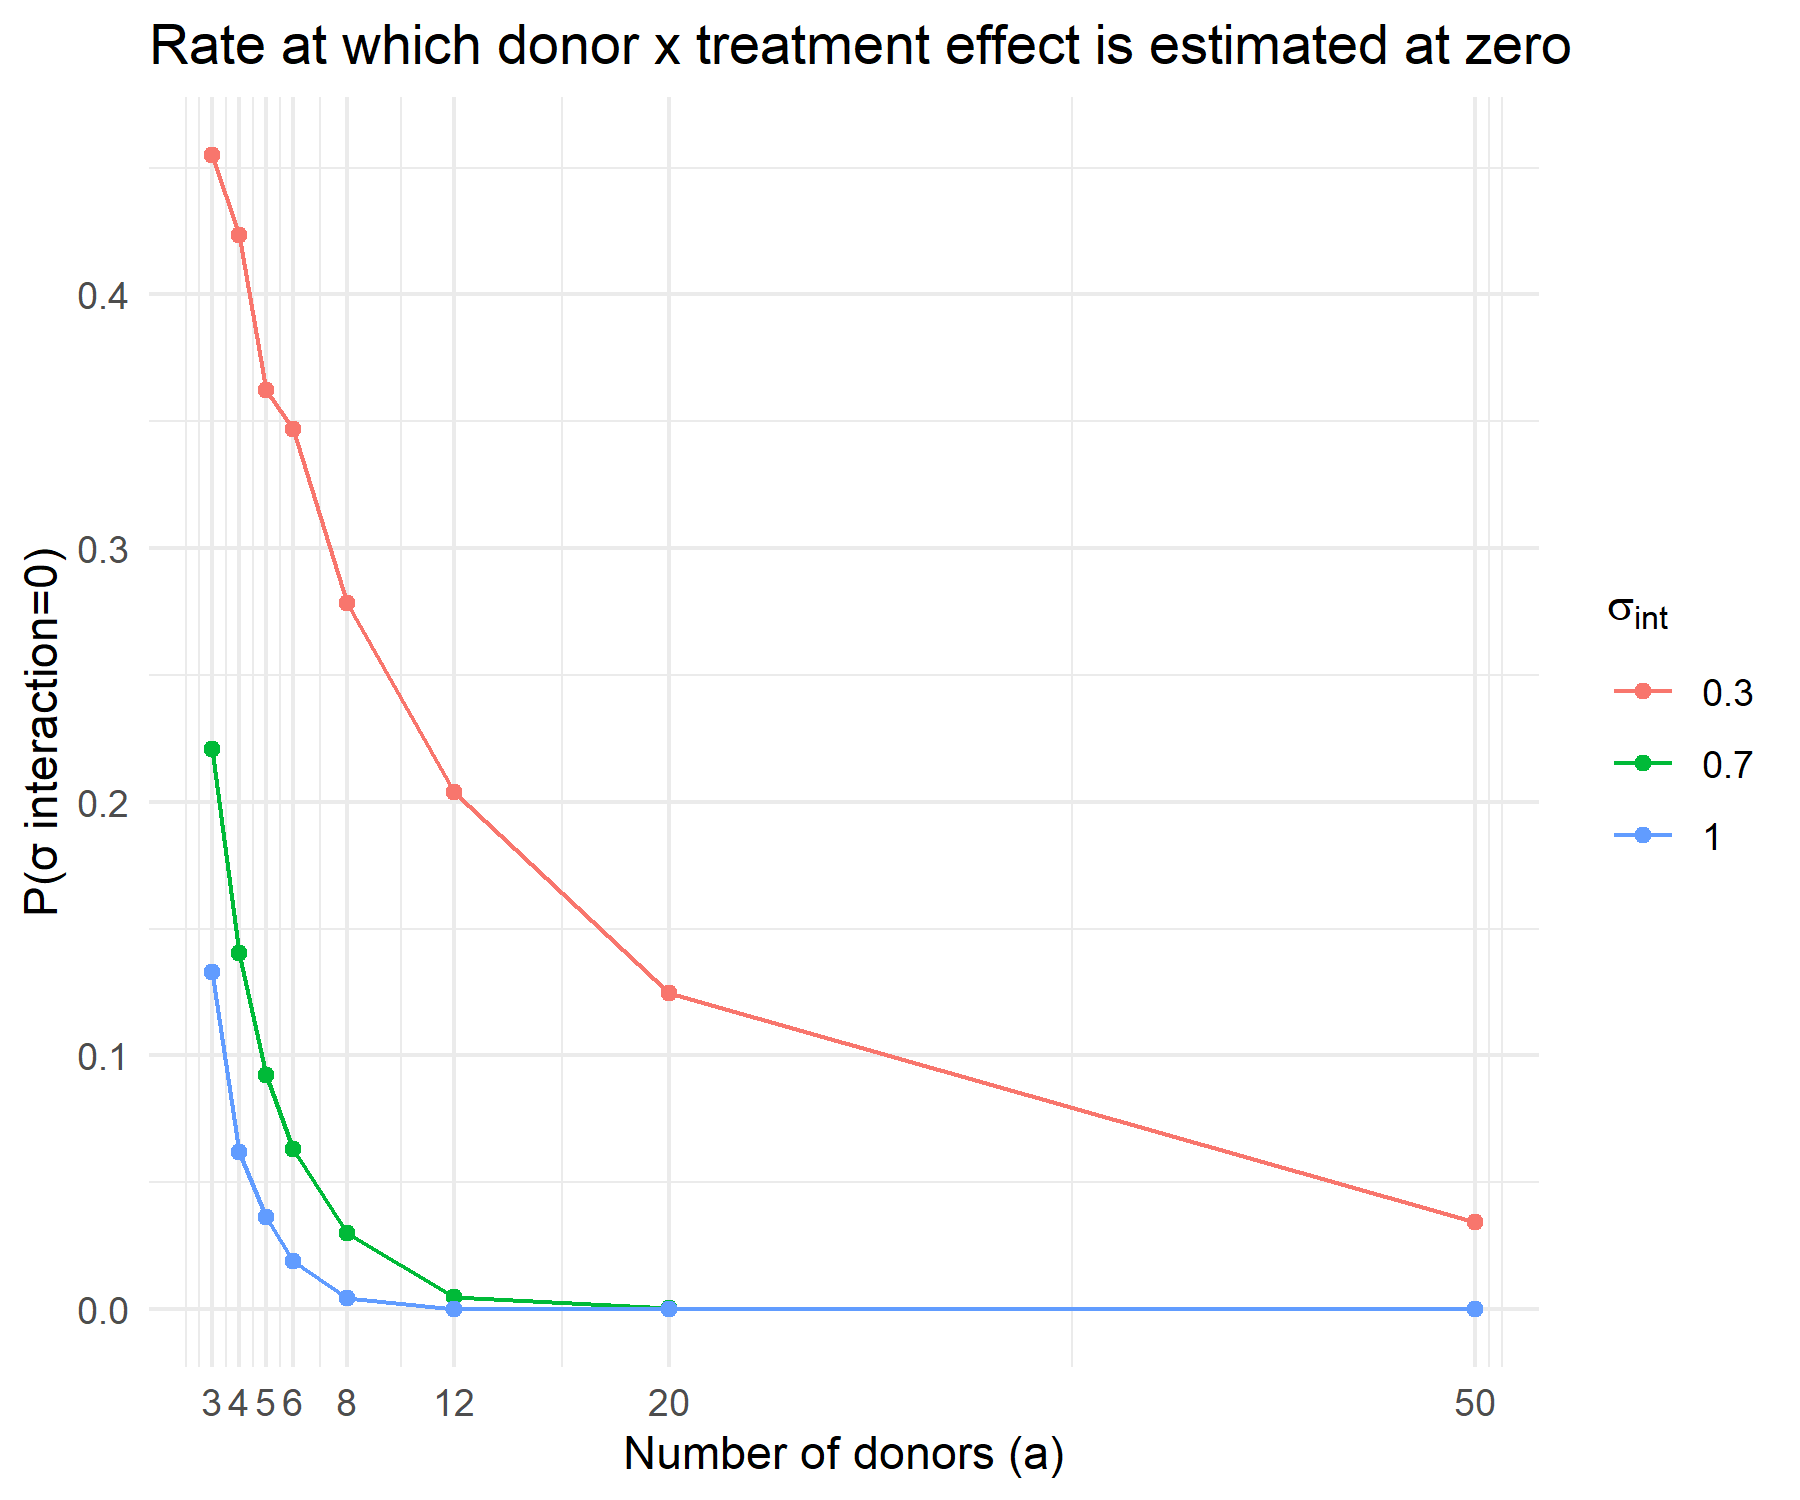 Rate at which donor x treatment effect is estimated at zero
P(σ interaction=0)
0.4
0.3
0.2
0.1
0.0
3 4 5 6 8 12 20 50
Number of donors (a)
σint
0.3
0.7
1